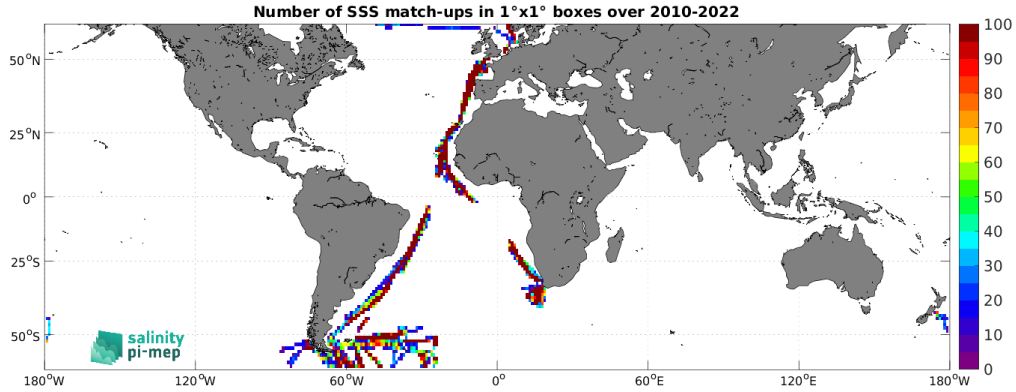 Number of SSS match-ups in 1°x1° boxes over 2010-2022
50°N
25°N
0°
25°S
50°S
180°W 120°W 60°W 0° 60°E 120°E 180°W
100
90
80
70
60
50
40
30
20
10
0
salinity
pi-mep